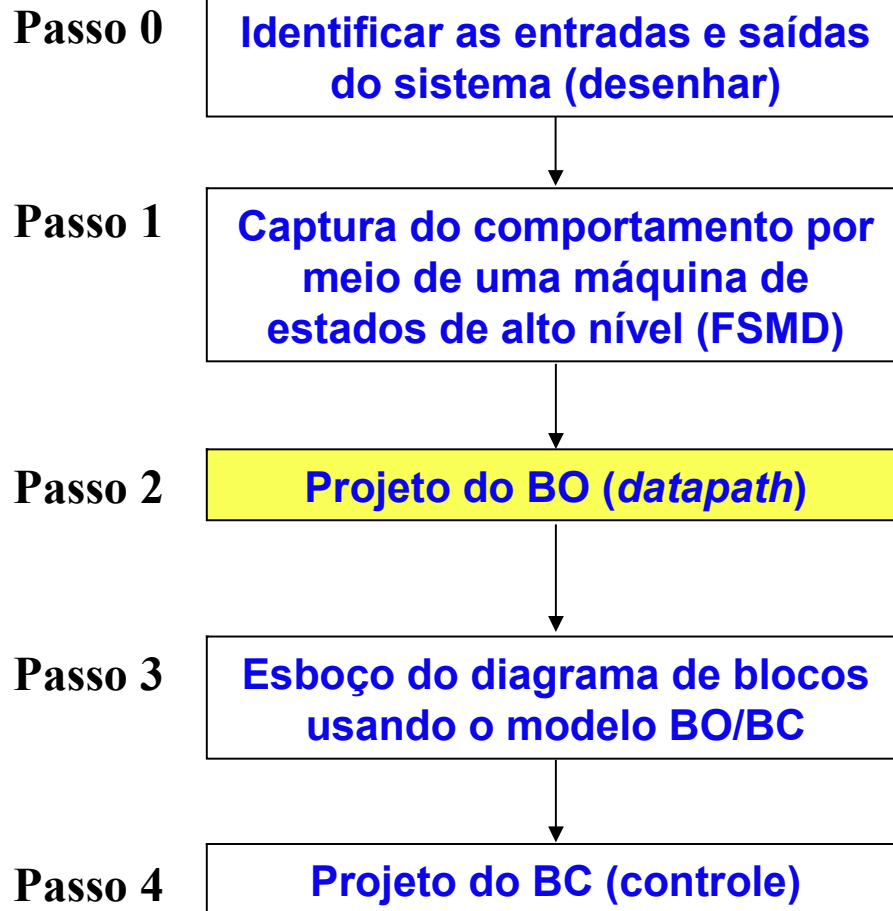 Passo 0
Identificar as entradas e saídas
do sistema (desenhar)
Passo 1
Captura do comportamento por
meio de uma máquina de
estados de alto nível (FSMD)
Passo 2
Projeto do BO (datapath)
Passo 3
Esboço do diagrama de blocos
usando o modelo BO/BC
Passo 4
Projeto do BC (controle)